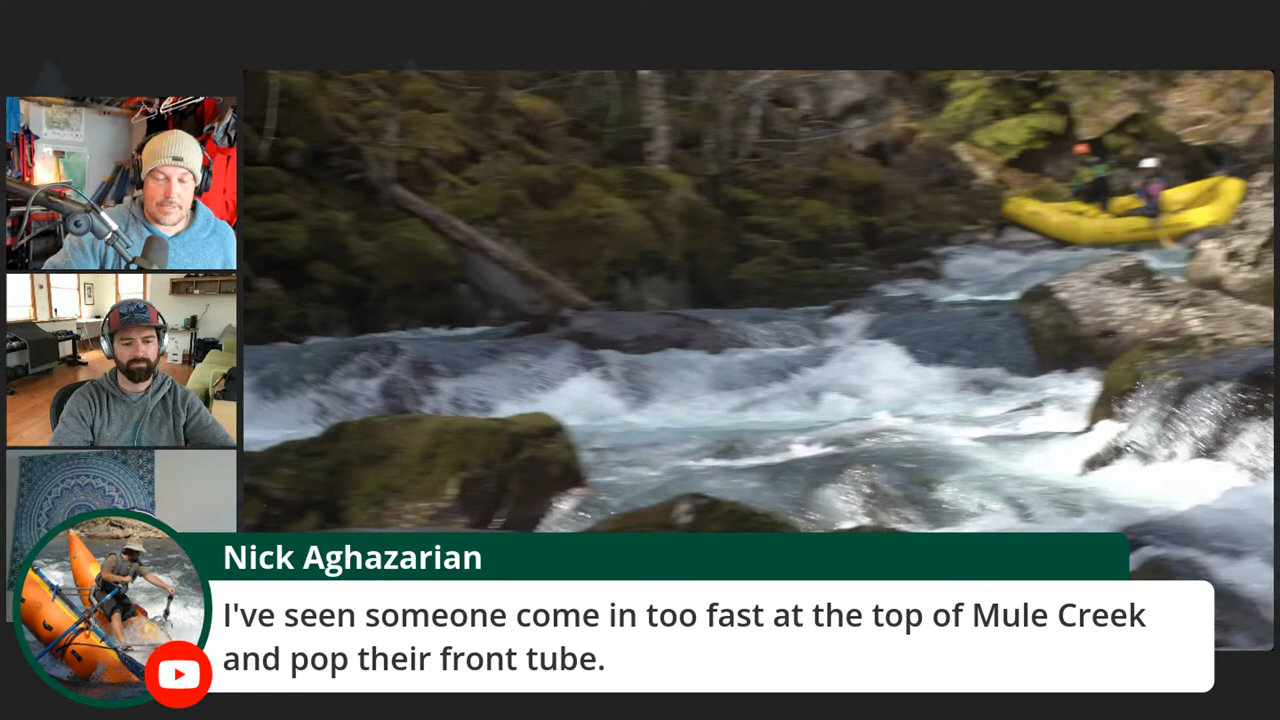 Nick Aghazarian
I've seen someone come in too fast at the top of Mule Creek
and pop their front tube.